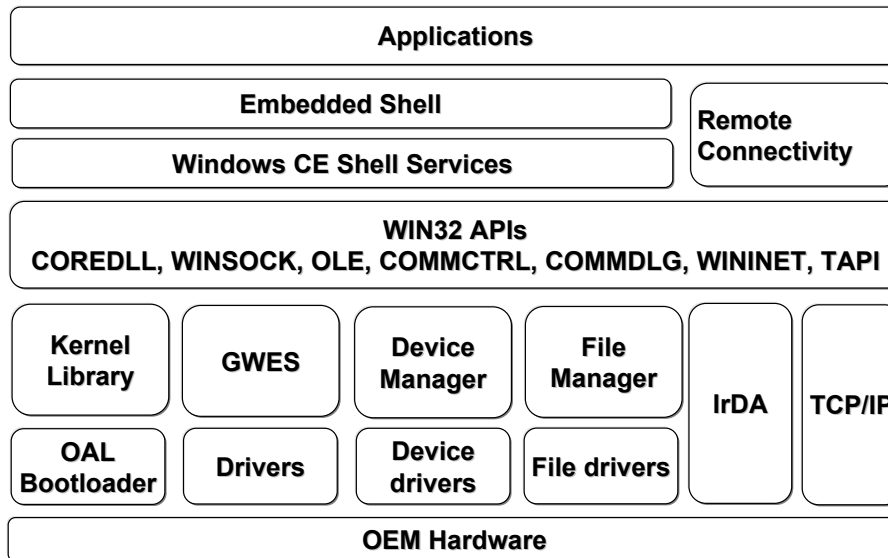 Applications
Embedded Shell
Remote
Connectivity
Windows CE Shell Services
WIN32 APIs
COREDLL, WINSOCK, OLE, COMMCTRL, COMMDLG, WININET, TAPI
Kernel
Library
GWES
Device
Manager
File
Manager
IrDA
TCP/IP
OAL
Bootloader
Drivers
Device
drivers
File drivers
OEM Hardware